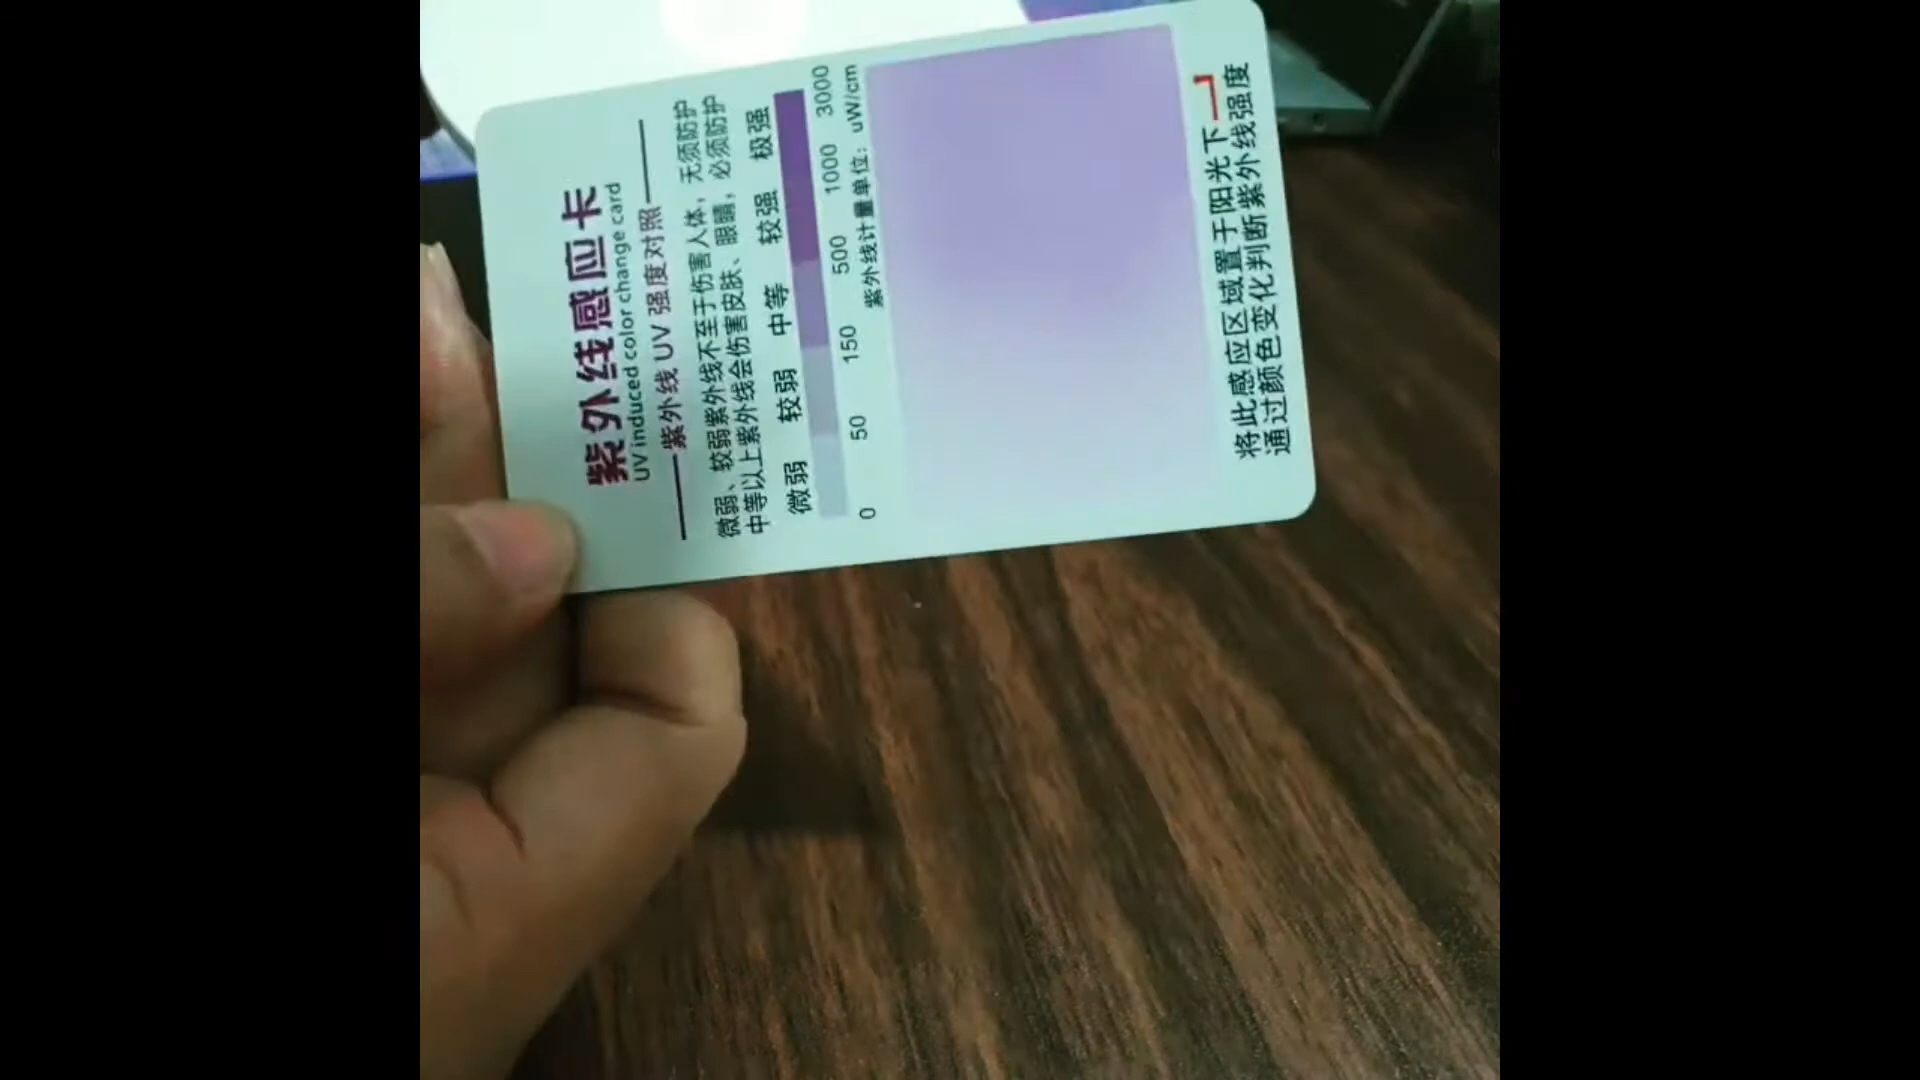 紫外线感应卡
UV induced color change card
紫外线 UV 强度对照
微弱、较弱紫外线不至于伤害人体，无须防护
中等以上紫外线会伤害皮肤、眼睛，必须防护
微弱 较弱 中等 较强 极强
0 50 150 500 1000 3000
紫外线计量单位：uW/cm
将此感应区域置于阳光下
通过颜色变化判断紫外线强度